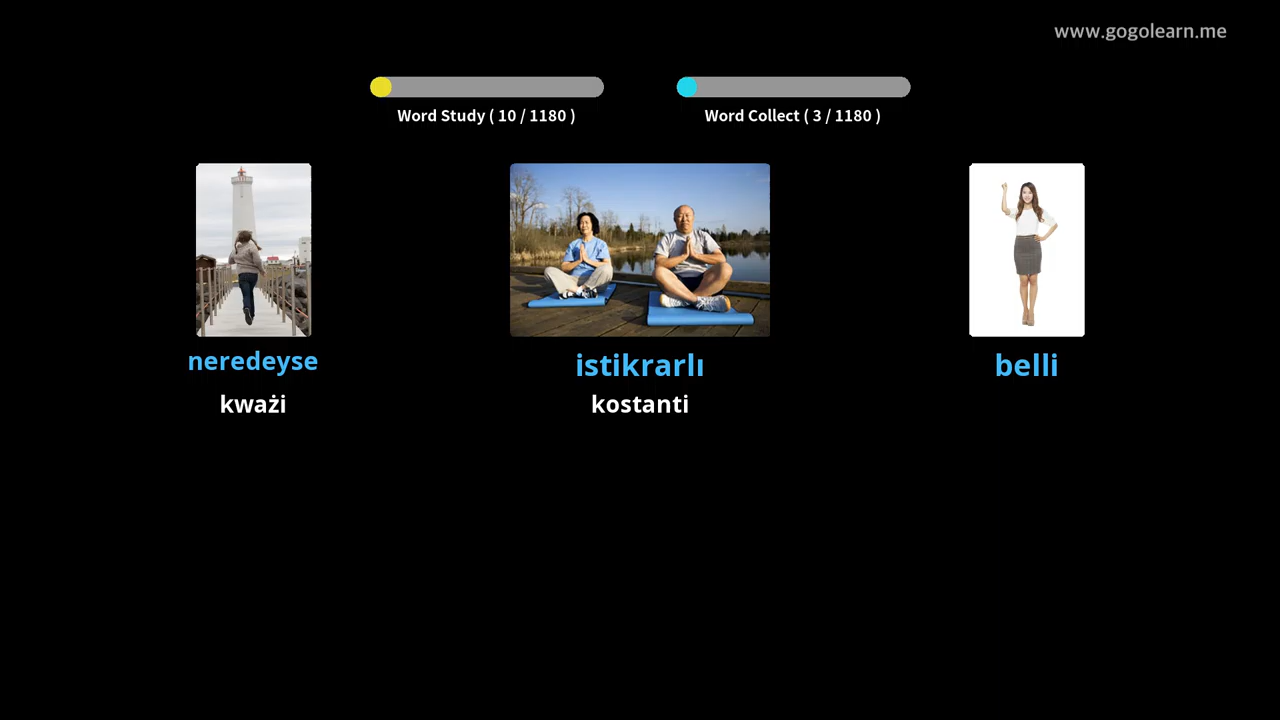 www.gogolearn.me
Word Study ( 10 / 1180 )
Word Collect ( 3 / 1180 )
neredeyse
kważi
istikrarlı
kostanti
belli